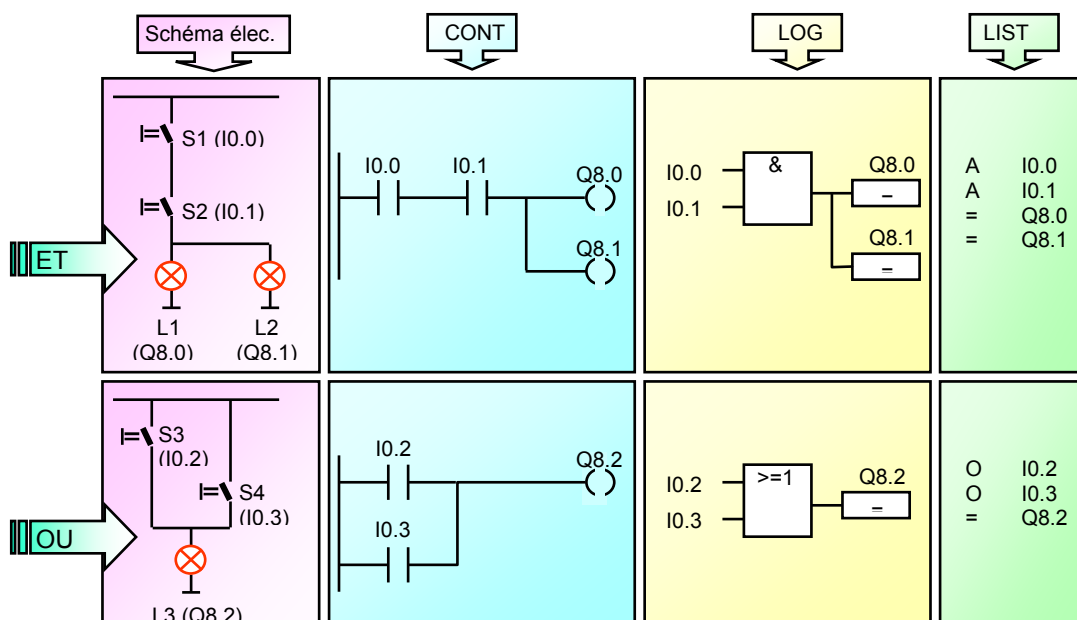 Schéma élec.
CONT
LOG
LIST
ET
S1 (I0.0)
S2 (I0.1)
L1
(Q8.0)
L2
(Q8.1)
I0.0
I0.1
Q8.0
Q8.1
I0.0
I0.1
&
Q8.0
=
Q8.1
=
A I0.0
A I0.1
= Q8.0
= Q8.1
OU
S3
(I0.2)
S4
(I0.3)
L3 (Q8.2)
I0.2
I0.3
Q8.2
I0.2
I0.3
>=1
Q8.2
=
O I0.2
O I0.3
= Q8.2